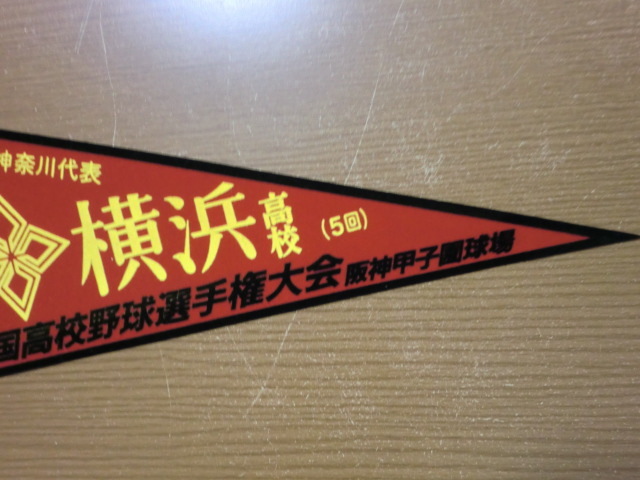 神奈川代表
横浜高校(5回)
国高校野球選手権大会 阪神甲子園球場